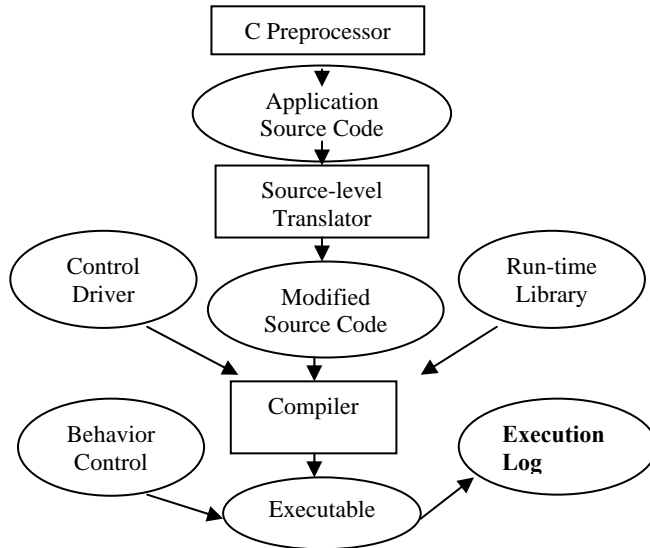 C Preprocessor
Application
Source Code
Source-level
Translator
Control
Driver
Modified
Source Code
Run-time
Library
Compiler
Behavior
Control
Execution
Log
Executable